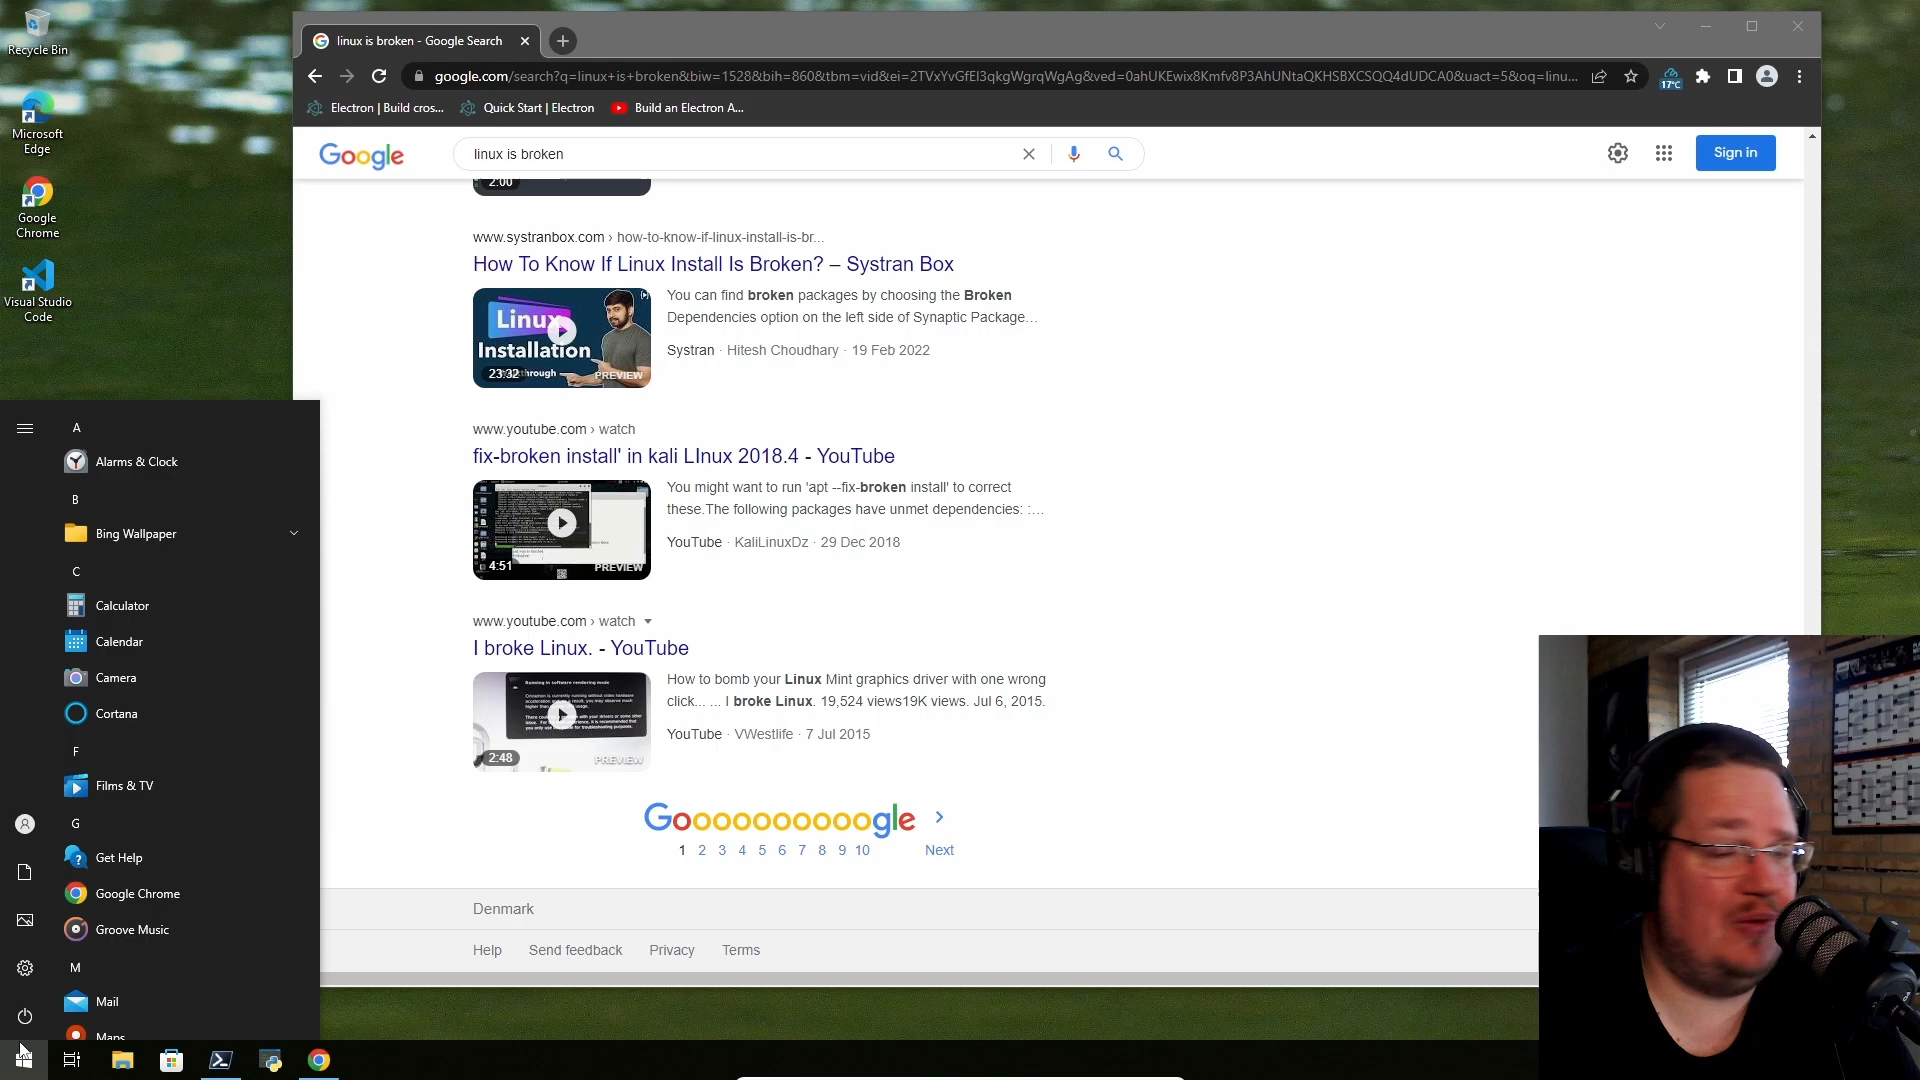 Recycle Bin
Microsoft
Edge
Google
Chrome
Visual Studio
Code
linux is broken - Google Search
google.com/search?q=linux+is+broken&biw=1528&bih=860&tbm=vid&ei=2TVxYvGfEI3qkgWgrqWgAg&ved=0ahUKEwix8Kmfv8P3AhUNtaQKHSBXCSQQ4dUDCA0&uact=5&oq=linu...
17°C
Electron | Build cros...
Quick Start | Electron
Build an Electron A...
Google
linux is broken
Sign in
2:00
www.systranbox.com › how-to-know-if-linux-install-is-br...
How To Know If Linux Install Is Broken? – Systran Box
Linux
Installation
23:32
through
PREVIEW
You can find broken packages by choosing the Broken
Dependencies option on the left side of Synaptic Package...
Systran · Hitesh Choudhary · 19 Feb 2022
www.youtube.com › watch
fix-broken install' in kali LInux 2018.4 - YouTube
4:51
PREVIEW
You might want to run 'apt --fix-broken install' to correct
these.The following packages have unmet dependencies: :...
YouTube · KaliLinuxDz · 29 Dec 2018
www.youtube.com › watch
I broke Linux. - YouTube
Running in software rendering mode
2:48
PREVIEW
How to bomb your Linux Mint graphics driver with one wrong
click... ... I broke Linux. 19,524 views19K views. Jul 6, 2015.
YouTube · VWestlife · 7 Jul 2015
Goooooooooogle
1 2 3 4 5 6 7 8 9 10
Next
Denmark
Help
Send feedback
Privacy
Terms
A
Alarms & Clock
B
Bing Wallpaper
C
Calculator
Calendar
Camera
Cortana
F
Films & TV
G
Get Help
Google Chrome
Groove Music
M
Mail
Maps